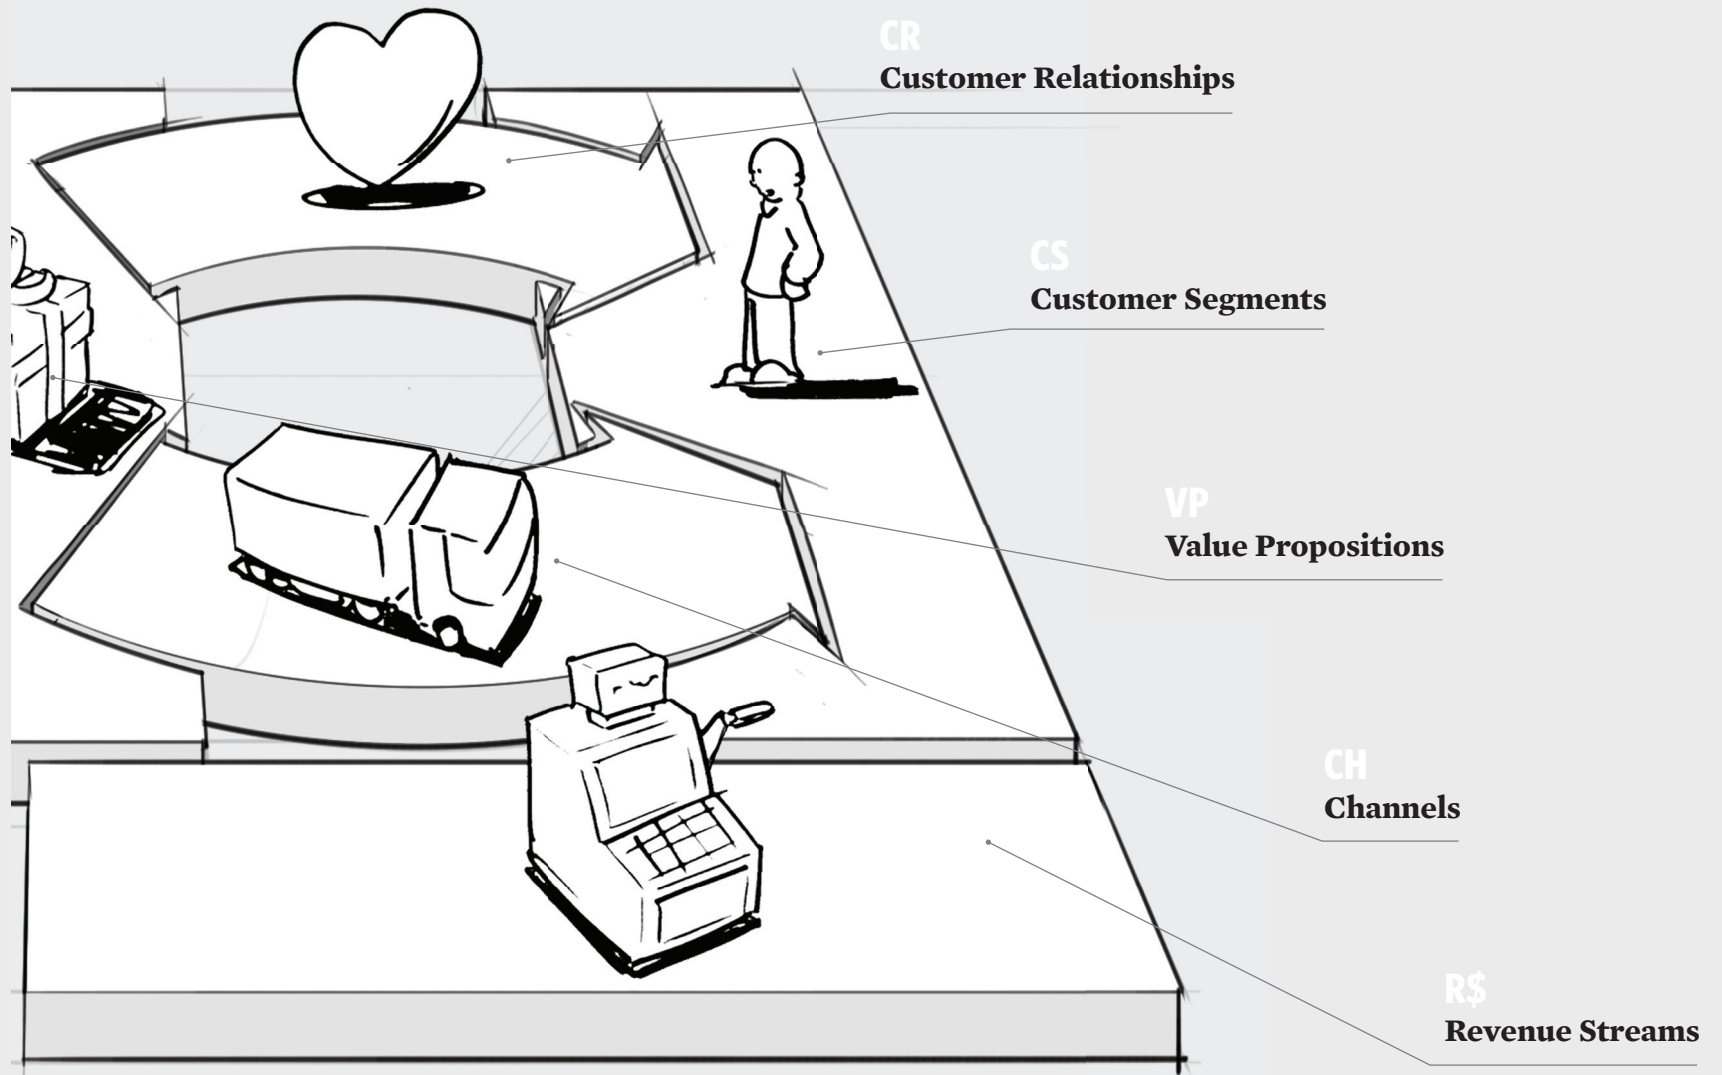 CR
Customer Relationships
CS
Customer Segments
VP
Value Propositions
CH
Channels
R$
Revenue Streams